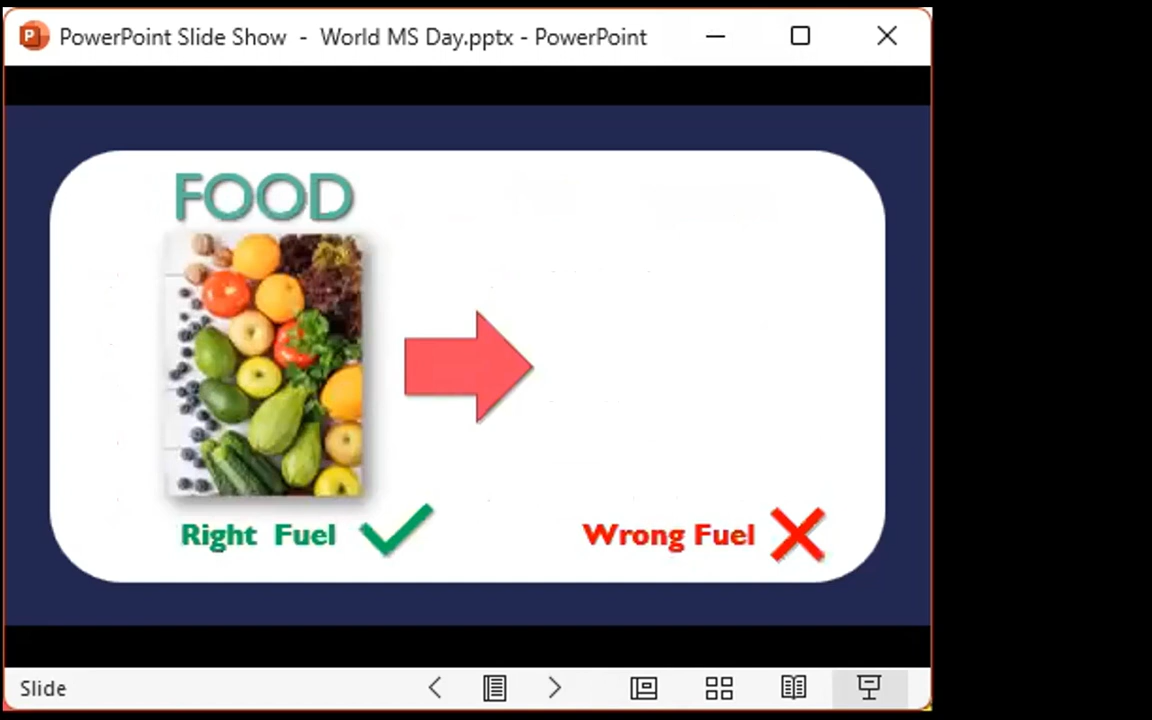 PowerPoint Slide Show - World MS Day.pptx - PowerPoint
FOOD
Right Fuel
Wrong Fuel
Slide